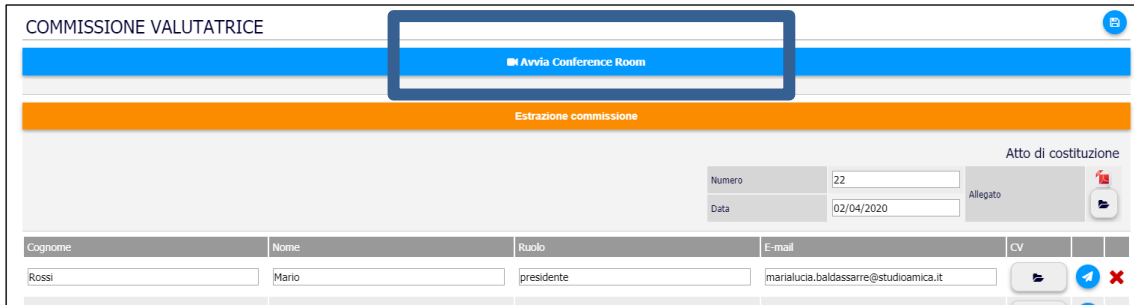 COMMISSIONE VALUTATRICE
Avvia Conference Room
Estrazione commissione
Atto di costituzione
Numero 22 Allegato
Data 02/04/2020
Cognome Nome Ruolo E-mail CV
Rossi Mario presidente marialucia.baldassarre@studioamica.it